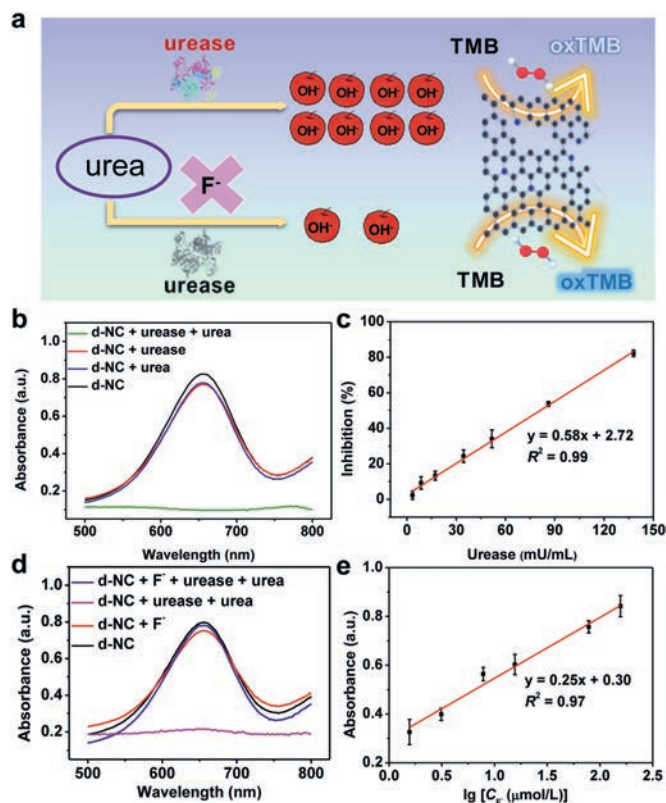 a
urease
TMB
oxTMB
OH⁻ OH⁻ OH⁻ OH⁻
OH⁻ OH⁻ OH⁻ OH⁻
urea
F⁻
OH⁻ OH⁻
urease
TMB
oxTMB
b
d-NC + urease + urea
d-NC + urease
d-NC + urea
d-NC
1.0
0.8
0.6
0.4
0.2
Absorbance (a.u.)
500 600 700 800
Wavelength (nm)
c
100
80
60
40
20
0
Inhibition (%)
y = 0.58x + 2.72
R² = 0.99
0 30 60 90 120 150
Urease (mU/mL)
d
d-NC + F⁻ + urease + urea
d-NC + urease + urea
d-NC + F⁻
d-NC
1.0
0.8
0.6
0.4
0.2
0.0
Absorbance (a.u.)
500 600 700 800
Wavelength (nm)
e
1.0
0.8
0.6
0.4
0.2
Absorbance (a.u.)
y = 0.25x + 0.30
R² = 0.97
0.0 0.5 1.0 1.5 2.0 2.5
lg [C_F⁻ (μmol/L)]